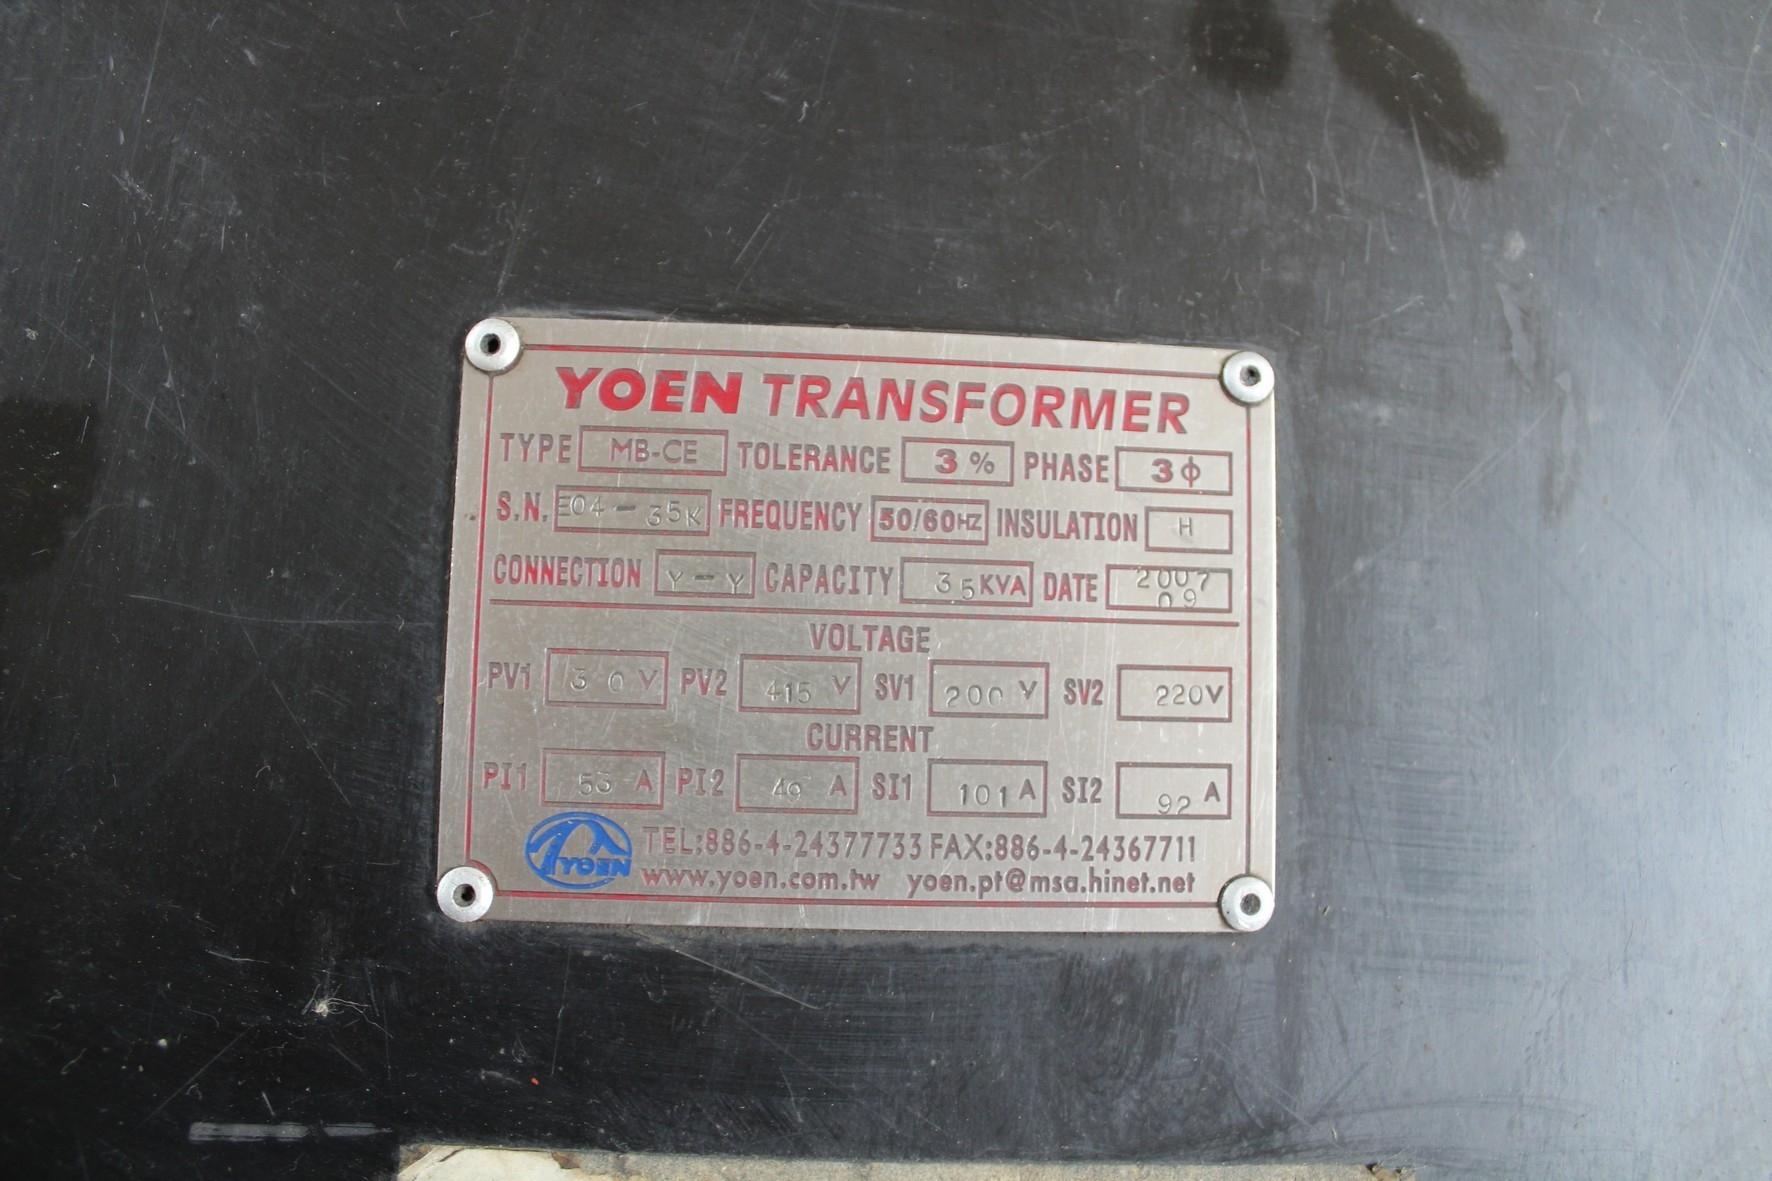 YOEN TRANSFORMER
TYPE MB-CE TOLERANCE 3% PHASE 3ϕ
S.N. E04-35K FREQUENCY 50/60HZ INSULATION H
CONNECTION Y-Y CAPACITY 35KVA DATE 2007 09
VOLTAGE
PV1 V PV2 415 V SV1 200 V SV2 220V
CURRENT
PI1 53 A PI2 49 A SI1 101 A SI2 92 A
YOEN TEL:886-4-24377733 FAX:886-4-24367711
www.yoen.com.tw yoen.pt@msa.hinet.net